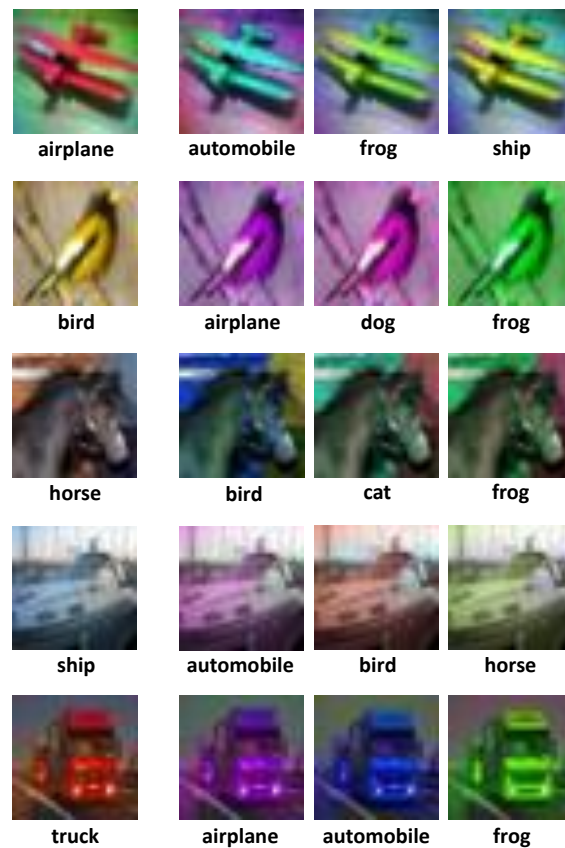 airplane automobile frog ship
bird airplane dog frog
horse bird cat frog
ship automobile bird horse
truck airplane automobile frog